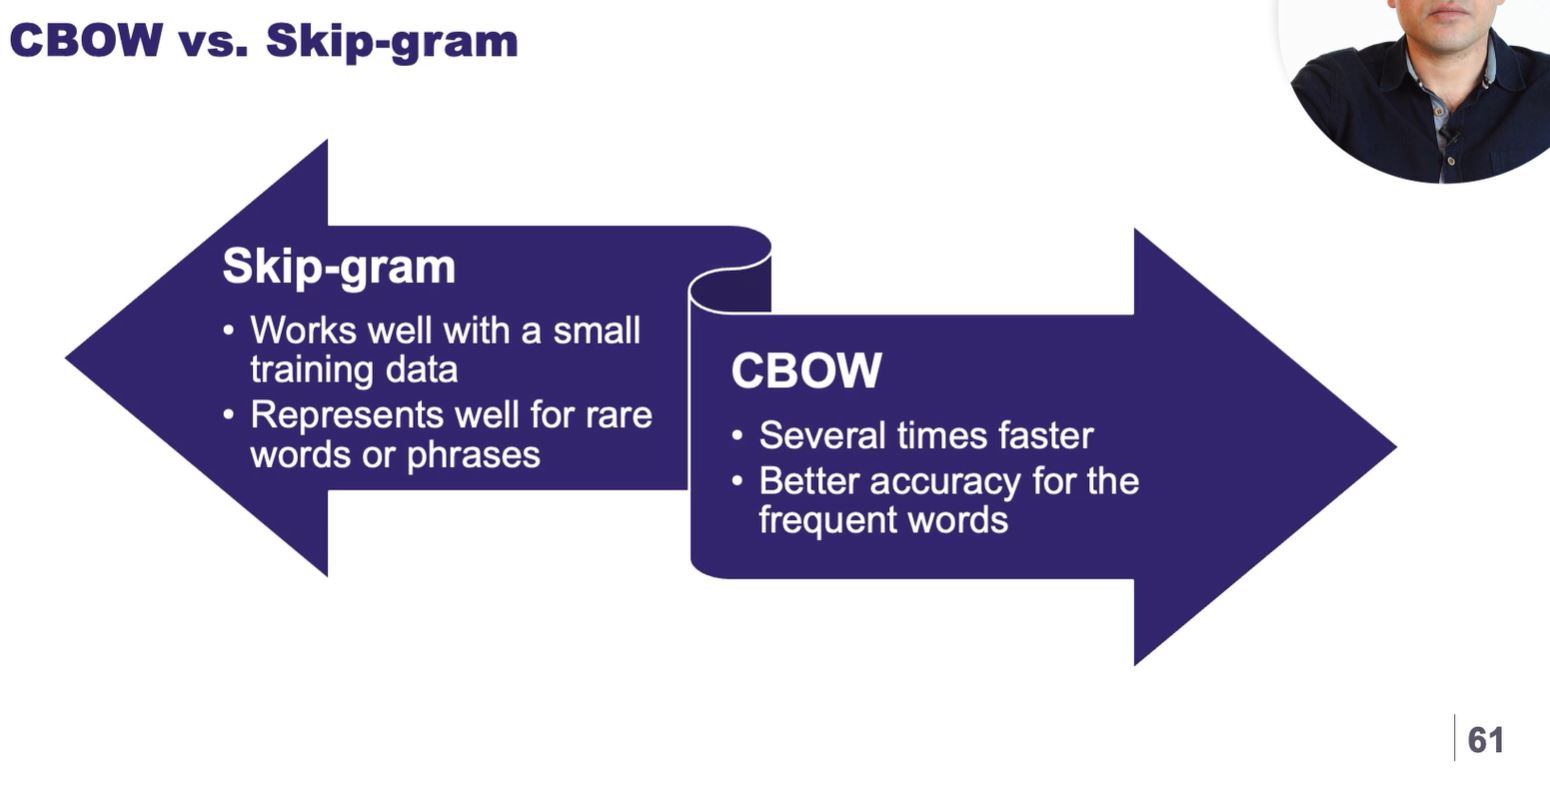 CBOW vs. Skip-gram
Skip-gram
• Works well with a small
training data
• Represents well for rare
words or phrases
CBOW
• Several times faster
• Better accuracy for the
frequent words
61